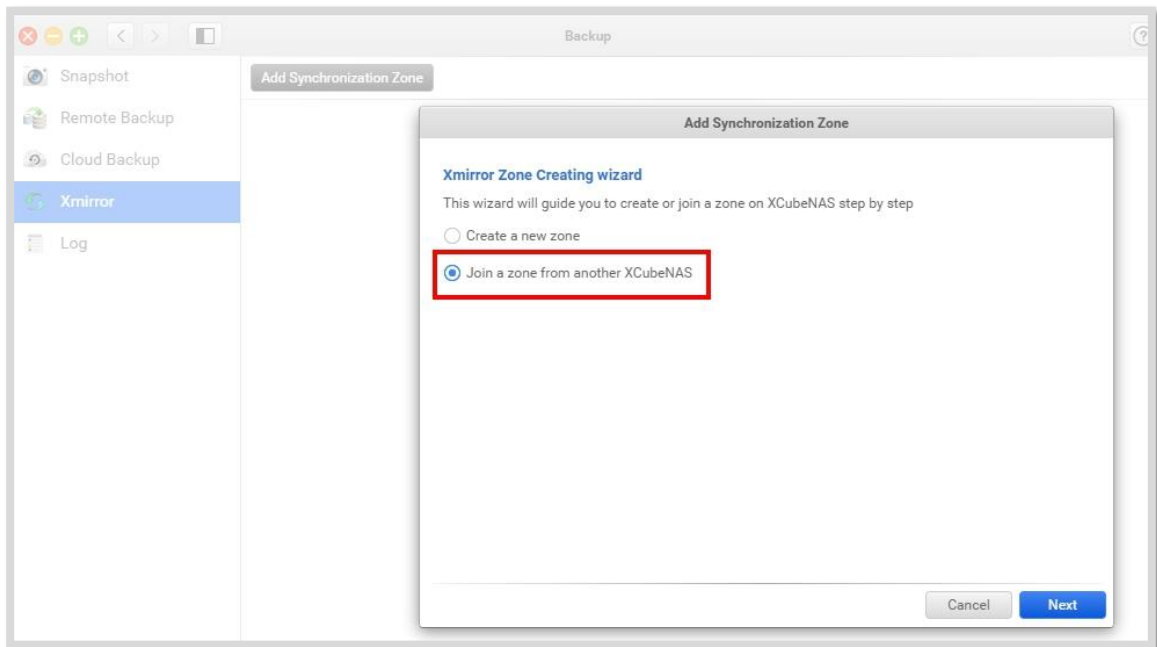 Backup
Snapshot
Remote Backup
Cloud Backup
Xmirror
Log
Add Synchronization Zone
Add Synchronization Zone
Xmirror Zone Creating wizard
This wizard will guide you to create or join a zone on XCubeNAS step by step
Create a new zone
Join a zone from another XCubeNAS
Cancel
Next